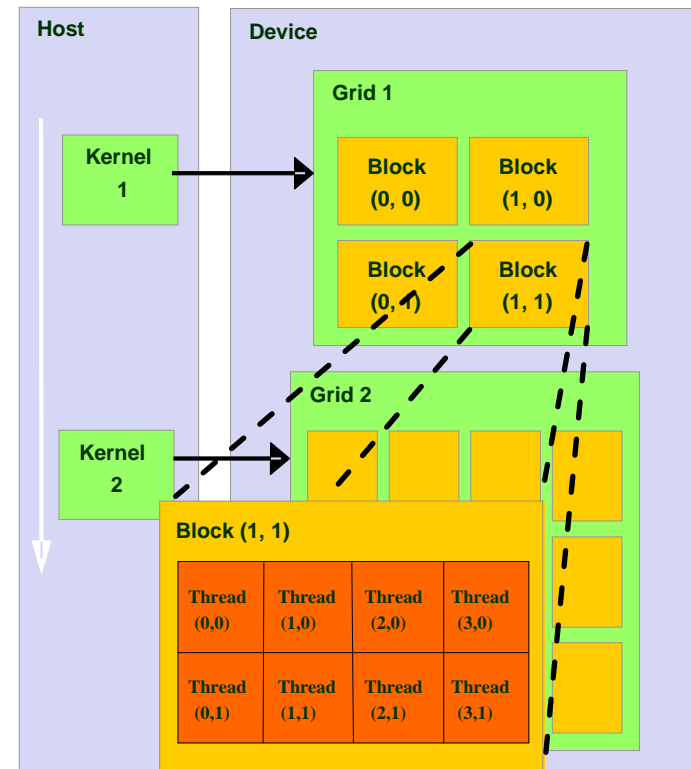 Host
Device
Grid 1
Kernel
1
Block
(0, 0)
Block
(1, 0)
Block
(0, 1)
Block
(1, 1)
Grid 2
Kernel
2
Block (1, 1)
Thread
(0,0)
Thread
(1,0)
Thread
(2,0)
Thread
(3,0)
Thread
(0,1)
Thread
(1,1)
Thread
(2,1)
Thread
(3,1)